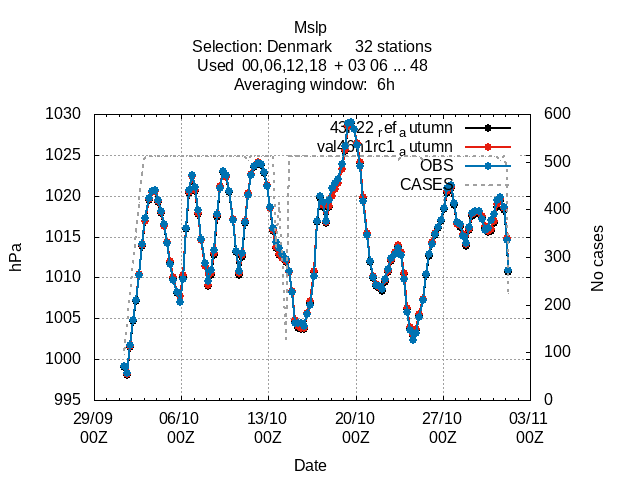 Mslp
Selection: Denmark 32 stations
Used 00,06,12,18 + 03 06 ... 48
Averaging window: 6h
1030
1025
1020
1015
1010
1005
1000
995
hPa
600
500
400
300
200
100
0
No cases
ref_autumn
val46h1rc1_autumn
OBS
CASES
29/09 06/10 13/10 20/10 27/10 03/11
00Z 00Z 00Z 00Z 00Z 00Z
Date